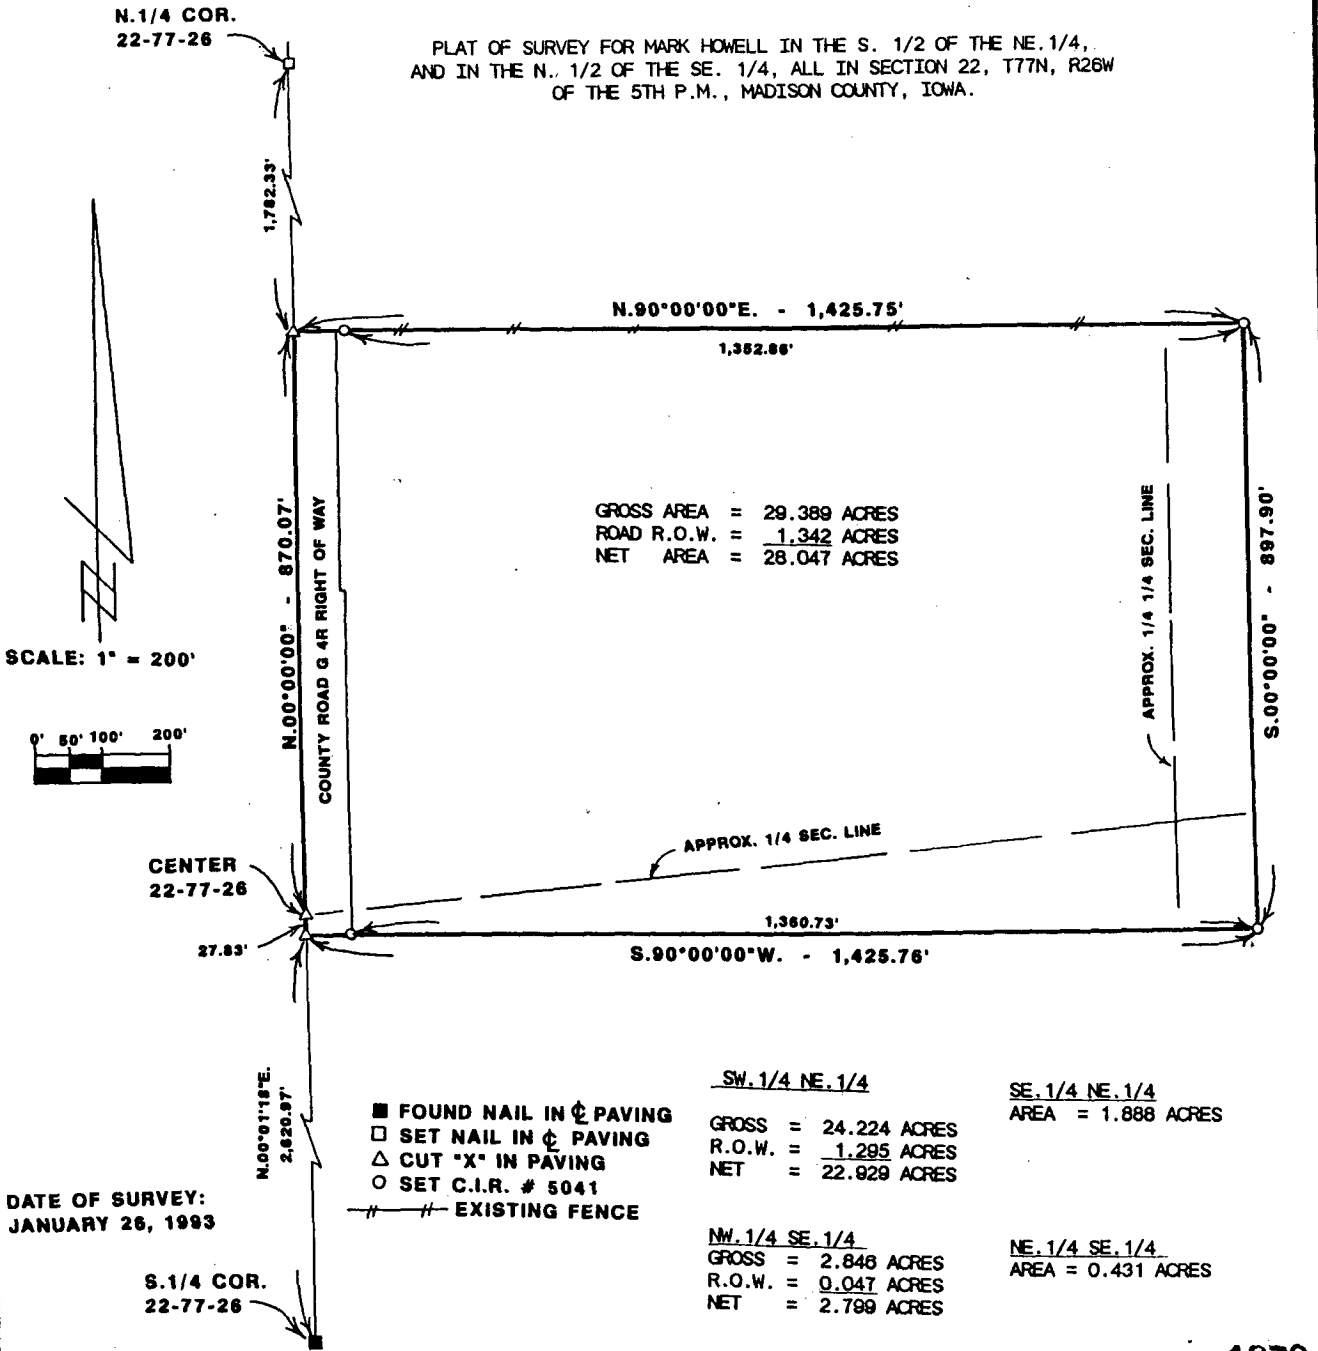 N.1/4 COR.
22-77-26
PLAT OF SURVEY FOR MARK HOWELL IN THE S. 1/2 OF THE NE.1/4,
AND IN THE N. 1/2 OF THE SE. 1/4, ALL IN SECTION 22, T77N, R26W
OF THE 5TH P.M., MADISON COUNTY, IOWA.
1,782.33'
N.90°00'00"E. - 1,425.75'
1,352.86'
GROSS AREA = 29.389 ACRES
ROAD R.O.W. = 1.342 ACRES
NET AREA = 28.047 ACRES
N.00°00'00" - 870.07'
COUNTY ROAD G 4R RIGHT OF WAY
APPROX. 1/4 1/4 SEC. LINE
S.00°00'00" - 897.90'
SCALE: 1" = 200'
0' 50' 100' 200'
APPROX. 1/4 SEC. LINE
CENTER
22-77-26
27.83'
1,360.73'
S.90°00'00"W. - 1,425.76'
N.00°01'18"E.
2,620.97'
FOUND NAIL IN ℄ PAVING
SET NAIL IN ℄ PAVING
CUT "X" IN PAVING
SET C.I.R. # 5041
EXISTING FENCE
SW.1/4 NE.1/4
GROSS = 24.224 ACRES
R.O.W. = 1.295 ACRES
NET = 22.929 ACRES
SE.1/4 NE.1/4
AREA = 1.888 ACRES
DATE OF SURVEY:
JANUARY 26, 1993
NW.1/4 SE.1/4
GROSS = 2.846 ACRES
R.O.W. = 0.047 ACRES
NET = 2.799 ACRES
NE.1/4 SE.1/4
AREA = 0.431 ACRES
S.1/4 COR.
22-77-26